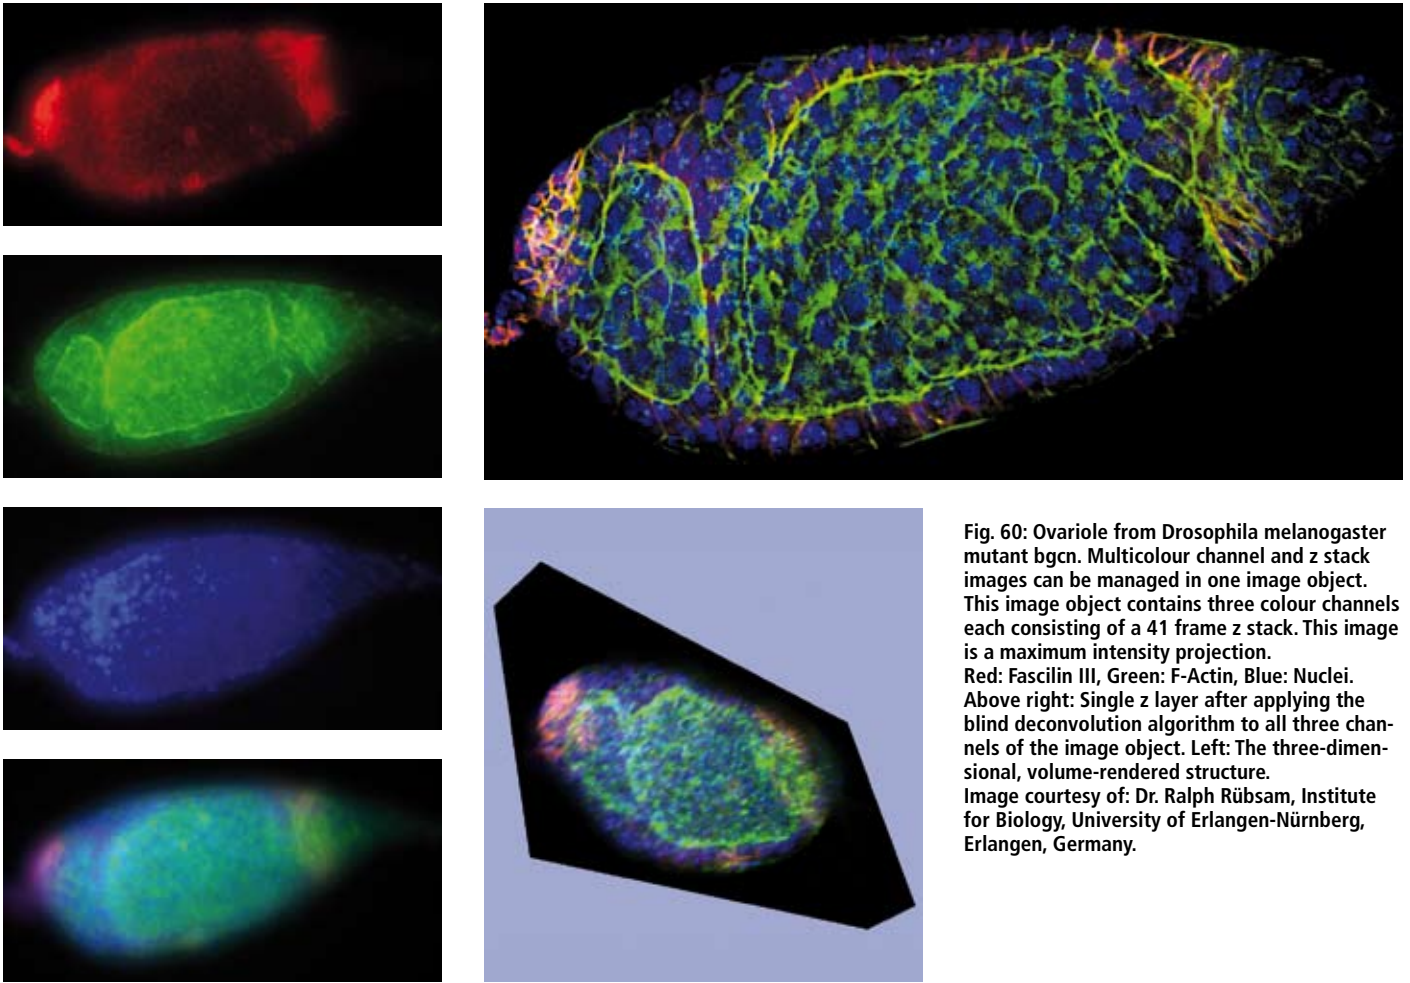 Fig. 60: Ovariole from Drosophila melanogaster
mutant bgcn. Multicolour channel and z stack
images can be managed in one image object.
This image object contains three colour channels
each consisting of a 41 frame z stack. This image
is a maximum intensity projection.
Red: Fascilin III, Green: F-Actin, Blue: Nuclei.
Above right: Single z layer after applying the
blind deconvolution algorithm to all three chan-
nels of the image object. Left: The three-dimen-
sional, volume-rendered structure.
Image courtesy of: Dr. Ralph Rübsam, Institute
for Biology, University of Erlangen-Nürnberg,
Erlangen, Germany.